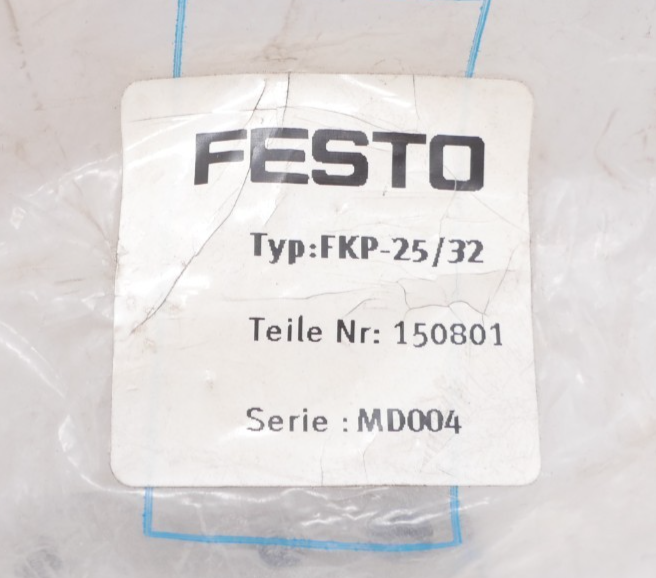 FESTO
Typ:FKP-25/32
Teile Nr: 150801
Serie : MD004